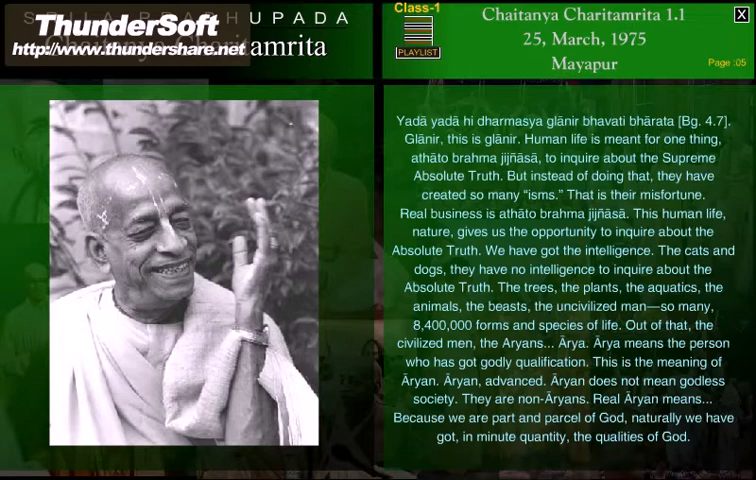 SRILA PRABHUPADA
ThunderSoft
http://www.thundershare.net
Chaitanya Charitamrita
Class-1
PLAYLIST
Chaitanya Charitamrita 1.1
25, March, 1975
Mayapur
X
Page :05
Yadā yadā hi dharmasya glānir bhavati bhārata [Bg. 4.7].
Glānir, this is glānir. Human life is meant for one thing,
athāto brahma jijñāsā, to inquire about the Supreme
Absolute Truth. But instead of doing that, they have
created so many “isms.” That is their misfortune.
Real business is athāto brahma jijñāsā. This human life,
nature, gives us the opportunity to inquire about the
Absolute Truth. We have got the intelligence. The cats and
dogs, they have no intelligence to inquire about the
Absolute Truth. The trees, the plants, the aquatics, the
animals, the beasts, the uncivilized man—so many,
8,400,000 forms and species of life. Out of that, the
civilized men, the Aryans... Ārya. Ārya means the person
who has got godly qualification. This is the meaning of
Āryan. Āryan, advanced. Āryan does not mean godless
society. They are non-Āryans. Real Āryan means...
Because we are part and parcel of God, naturally we have
got, in minute quantity, the qualities of God.